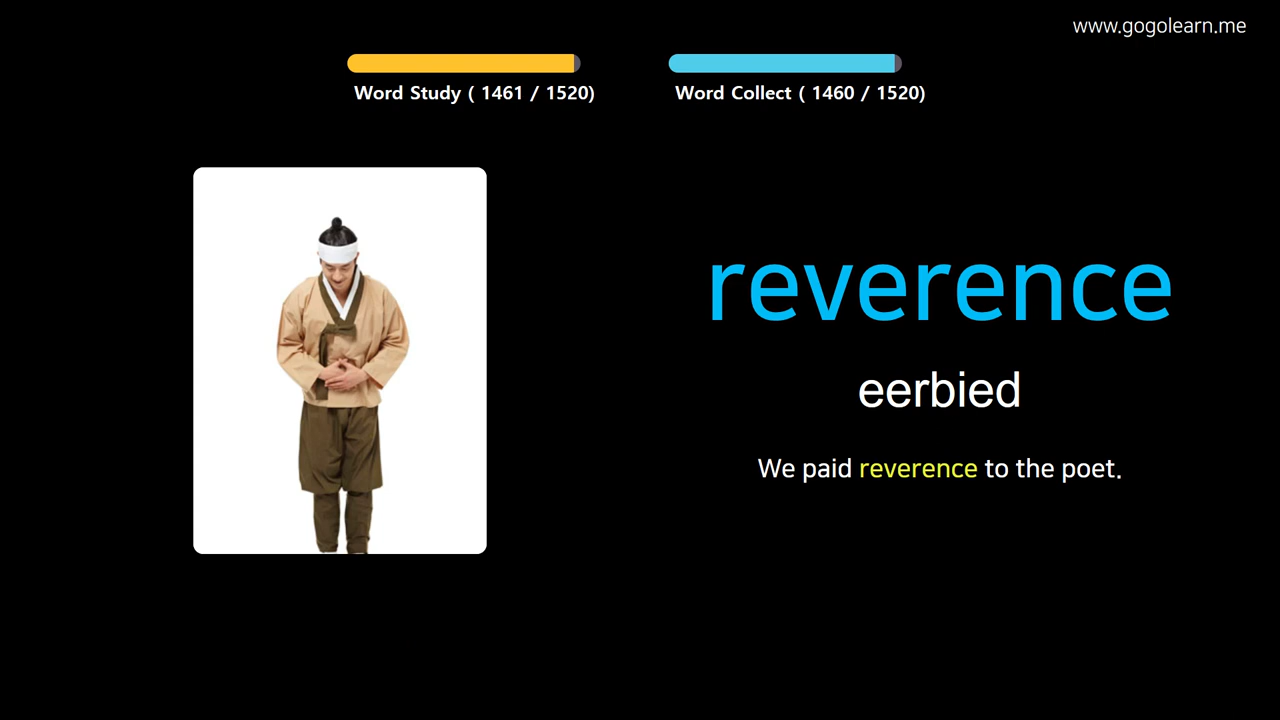 www.gogolearn.me
Word Study ( 1461 / 1520)
Word Collect ( 1460 / 1520)
reverence
eerbied
We paid reverence to the poet.